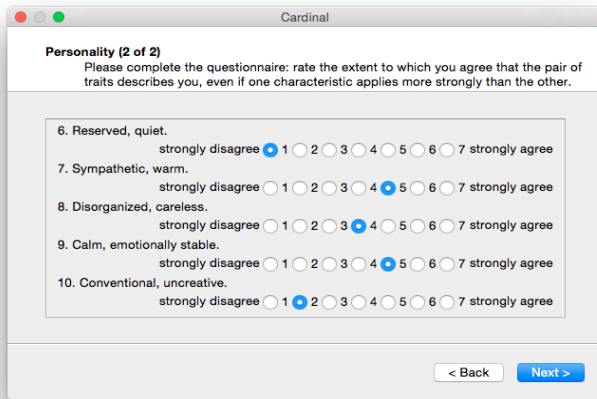 Cardinal
Personality (2 of 2)
Please complete the questionnaire: rate the extent to which you agree that the pair of
traits describes you, even if one characteristic applies more strongly than the other.
6. Reserved, quiet.
strongly disagree 1 2 3 4 5 6 7 strongly agree
7. Sympathetic, warm.
strongly disagree 1 2 3 4 5 6 7 strongly agree
8. Disorganized, careless.
strongly disagree 1 2 3 4 5 6 7 strongly agree
9. Calm, emotionally stable.
strongly disagree 1 2 3 4 5 6 7 strongly agree
10. Conventional, uncreative.
strongly disagree 1 2 3 4 5 6 7 strongly agree
< Back Next >